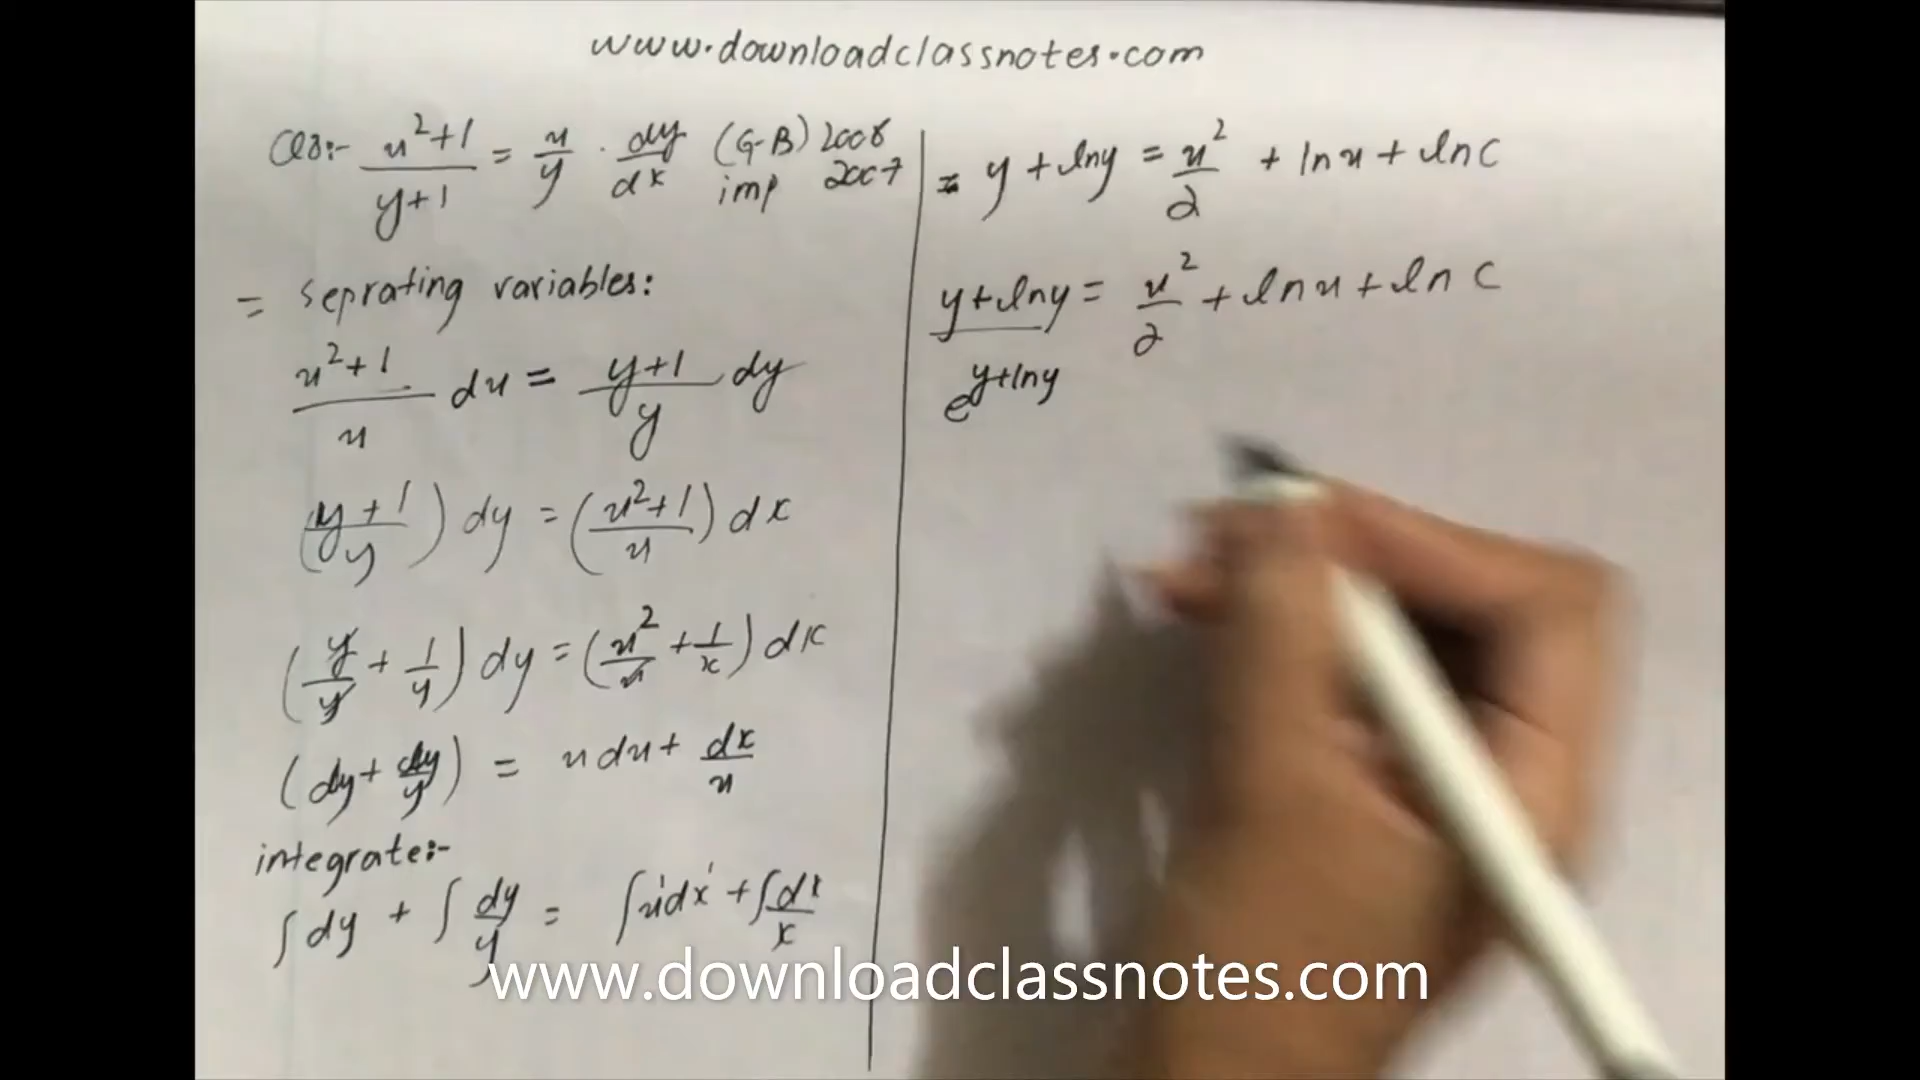 www.downloadclassnotes.com
Q8:- (x²+1)/(y+1) = x/y · dy/dx (G-B) 2008
imp 2007
= seprating variables:
(x²+1)/x dx = (y+1)/y dy
((y+1)/y) dy = ((x²+1)/x) dx
(y/y + 1/y) dy = (x²/x + 1/x) dx
(dy + dy/y) = x dx + dx/x
integrate:-
∫dy + ∫dy/y = ∫x¹dx¹ + ∫dx/x
= y + lny = x²/2 + lnx + lnC
y+lny = x²/2 + lnx + lnC
e^(y+lny)
www.downloadclassnotes.com